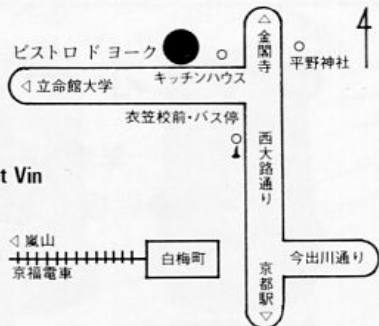 ビストロ ド ヨーク
キッチンハウス
△金閣寺
平野神社
◁ 立命館大学
衣笠校前・バス停
西大路通り
t Vin
◁ 嵐山
京福電車
白梅町
今出川通り
京都駅▽
4